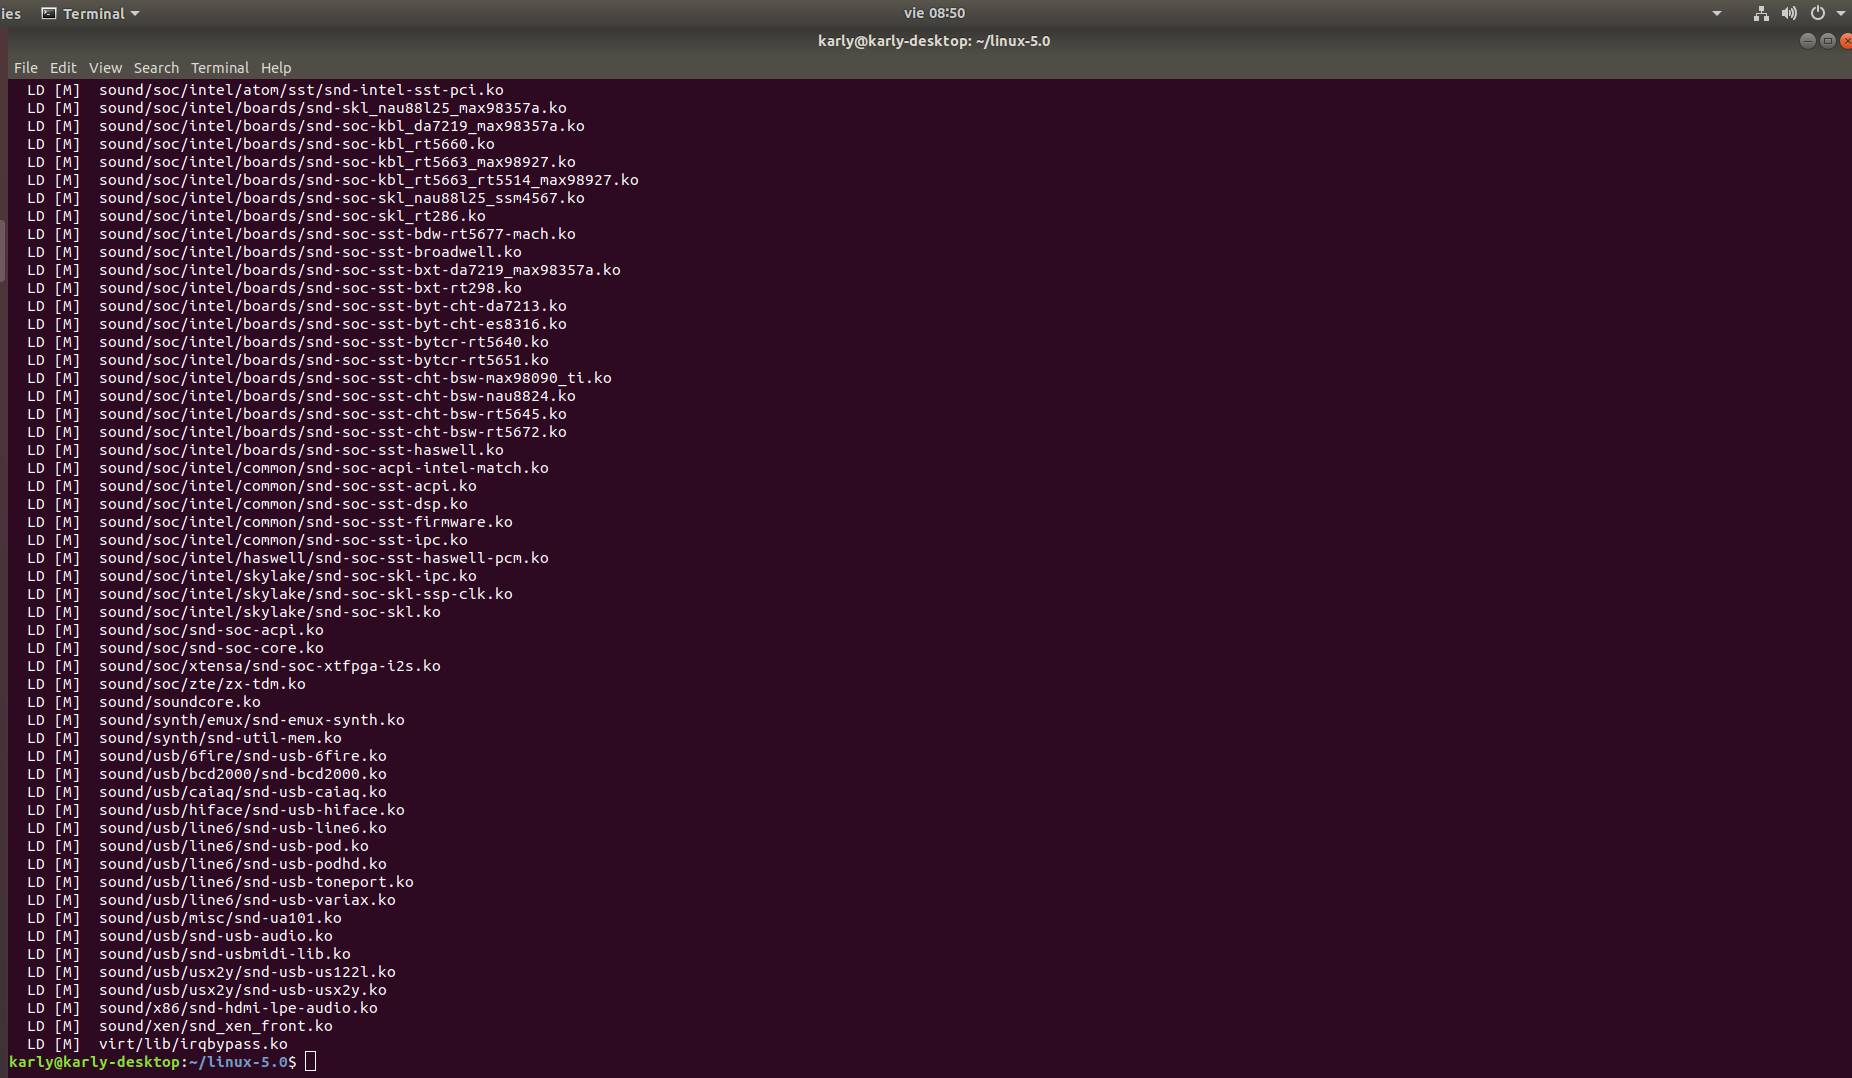 ies Terminal vie 08:50
karly@karly-desktop: ~/linux-5.0
File Edit View Search Terminal Help
LD [M] sound/soc/intel/atom/sst/snd-intel-sst-pci.ko
LD [M] sound/soc/intel/boards/snd-skl_nau88l25_max98357a.ko
LD [M] sound/soc/intel/boards/snd-soc-kbl_da7219_max98357a.ko
LD [M] sound/soc/intel/boards/snd-soc-kbl_rt5660.ko
LD [M] sound/soc/intel/boards/snd-soc-kbl_rt5663_max98927.ko
LD [M] sound/soc/intel/boards/snd-soc-kbl_rt5663_rt5514_max98927.ko
LD [M] sound/soc/intel/boards/snd-soc-skl_nau88l25_ssm4567.ko
LD [M] sound/soc/intel/boards/snd-soc-skl_rt286.ko
LD [M] sound/soc/intel/boards/snd-soc-sst-bdw-rt5677-mach.ko
LD [M] sound/soc/intel/boards/snd-soc-sst-broadwell.ko
LD [M] sound/soc/intel/boards/snd-soc-sst-bxt-da7219_max98357a.ko
LD [M] sound/soc/intel/boards/snd-soc-sst-bxt-rt298.ko
LD [M] sound/soc/intel/boards/snd-soc-sst-byt-cht-da7213.ko
LD [M] sound/soc/intel/boards/snd-soc-sst-byt-cht-es8316.ko
LD [M] sound/soc/intel/boards/snd-soc-sst-bytcr-rt5640.ko
LD [M] sound/soc/intel/boards/snd-soc-sst-bytcr-rt5651.ko
LD [M] sound/soc/intel/boards/snd-soc-sst-cht-bsw-max98090_ti.ko
LD [M] sound/soc/intel/boards/snd-soc-sst-cht-bsw-nau8824.ko
LD [M] sound/soc/intel/boards/snd-soc-sst-cht-bsw-rt5645.ko
LD [M] sound/soc/intel/boards/snd-soc-sst-cht-bsw-rt5672.ko
LD [M] sound/soc/intel/boards/snd-soc-sst-haswell.ko
LD [M] sound/soc/intel/common/snd-soc-acpi-intel-match.ko
LD [M] sound/soc/intel/common/snd-soc-sst-acpi.ko
LD [M] sound/soc/intel/common/snd-soc-sst-dsp.ko
LD [M] sound/soc/intel/common/snd-soc-sst-firmware.ko
LD [M] sound/soc/intel/common/snd-soc-sst-ipc.ko
LD [M] sound/soc/intel/haswell/snd-soc-sst-haswell-pcm.ko
LD [M] sound/soc/intel/skylake/snd-soc-skl-ipc.ko
LD [M] sound/soc/intel/skylake/snd-soc-skl-ssp-clk.ko
LD [M] sound/soc/intel/skylake/snd-soc-skl.ko
LD [M] sound/soc/snd-soc-acpi.ko
LD [M] sound/soc/snd-soc-core.ko
LD [M] sound/soc/xtensa/snd-soc-xtfpga-i2s.ko
LD [M] sound/soc/zte/zx-tdm.ko
LD [M] sound/soundcore.ko
LD [M] sound/synth/emux/snd-emux-synth.ko
LD [M] sound/synth/snd-util-mem.ko
LD [M] sound/usb/6fire/snd-usb-6fire.ko
LD [M] sound/usb/bcd2000/snd-bcd2000.ko
LD [M] sound/usb/caiaq/snd-usb-caiaq.ko
LD [M] sound/usb/hiface/snd-usb-hiface.ko
LD [M] sound/usb/line6/snd-usb-line6.ko
LD [M] sound/usb/line6/snd-usb-pod.ko
LD [M] sound/usb/line6/snd-usb-podhd.ko
LD [M] sound/usb/line6/snd-usb-toneport.ko
LD [M] sound/usb/line6/snd-usb-variax.ko
LD [M] sound/usb/misc/snd-ua101.ko
LD [M] sound/usb/snd-usb-audio.ko
LD [M] sound/usb/snd-usbmidi-lib.ko
LD [M] sound/usb/usx2y/snd-usb-us122l.ko
LD [M] sound/usb/usx2y/snd-usb-usx2y.ko
LD [M] sound/x86/snd-hdmi-lpe-audio.ko
LD [M] sound/xen/snd_xen_front.ko
LD [M] virt/lib/irqbypass.ko
karly@karly-desktop:~/linux-5.0$